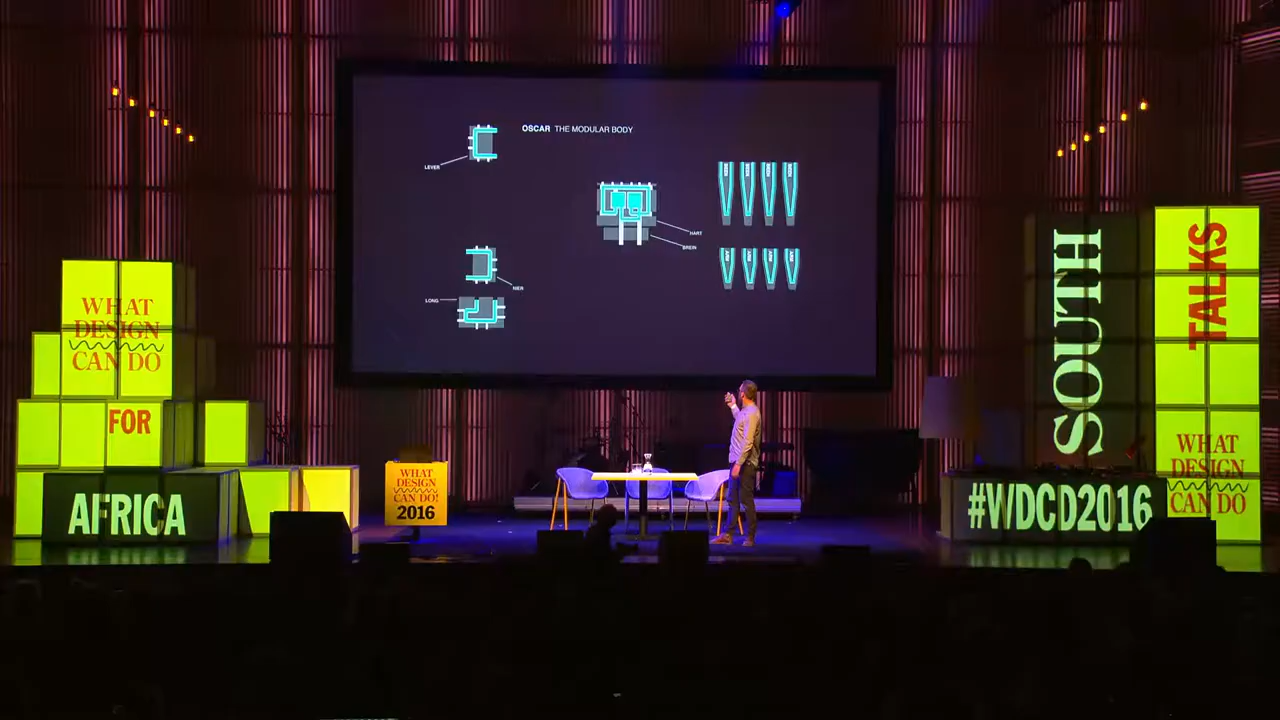 OSCAR THE MODULAR BODY
LEVER
HART
BREIN
NIER
LONG
WHAT
DESIGN
CAN DO
FOR
AFRICA
WHAT
DESIGN
CAN DO!
2016
SOUTH
TALKS
WHAT
DESIGN
CAN DO
#WDCD2016